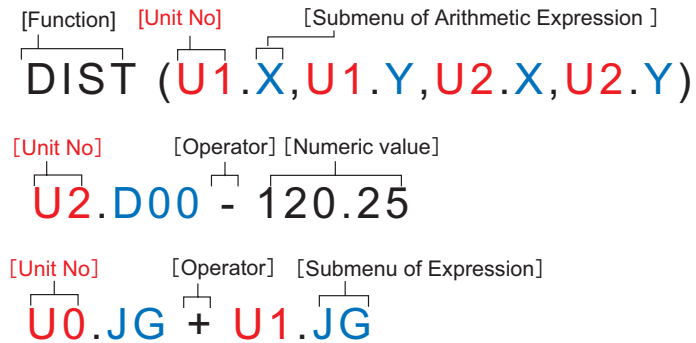 [Function] [Unit No] [Submenu of Arithmetic Expression ]
DIST (U1.X,U1.Y,U2.X,U2.Y)
[Unit No] [Operator] [Numeric value]
U2.D00 - 120.25
[Unit No] [Operator] [Submenu of Expression]
U0.JG + U1.JG